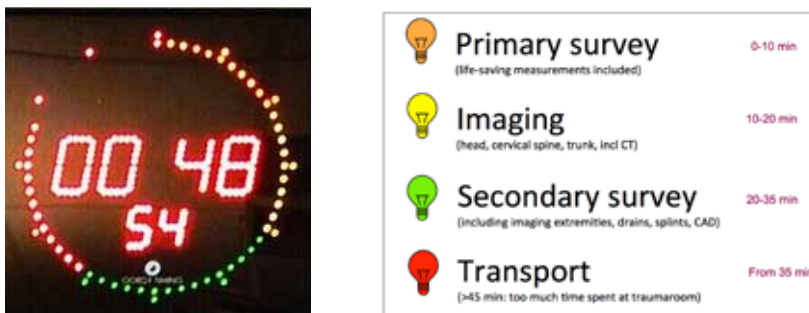 00 48
54
Primary survey 0-10 min
(life-saving measurements included)
Imaging 10-20 min
(head, cervical spine, trunk, incl CT)
Secondary survey 20-35 min
(including imaging extremities, drains, splints, CAD)
Transport From 35 min
(>45 min: too much time spent at traumaroom)